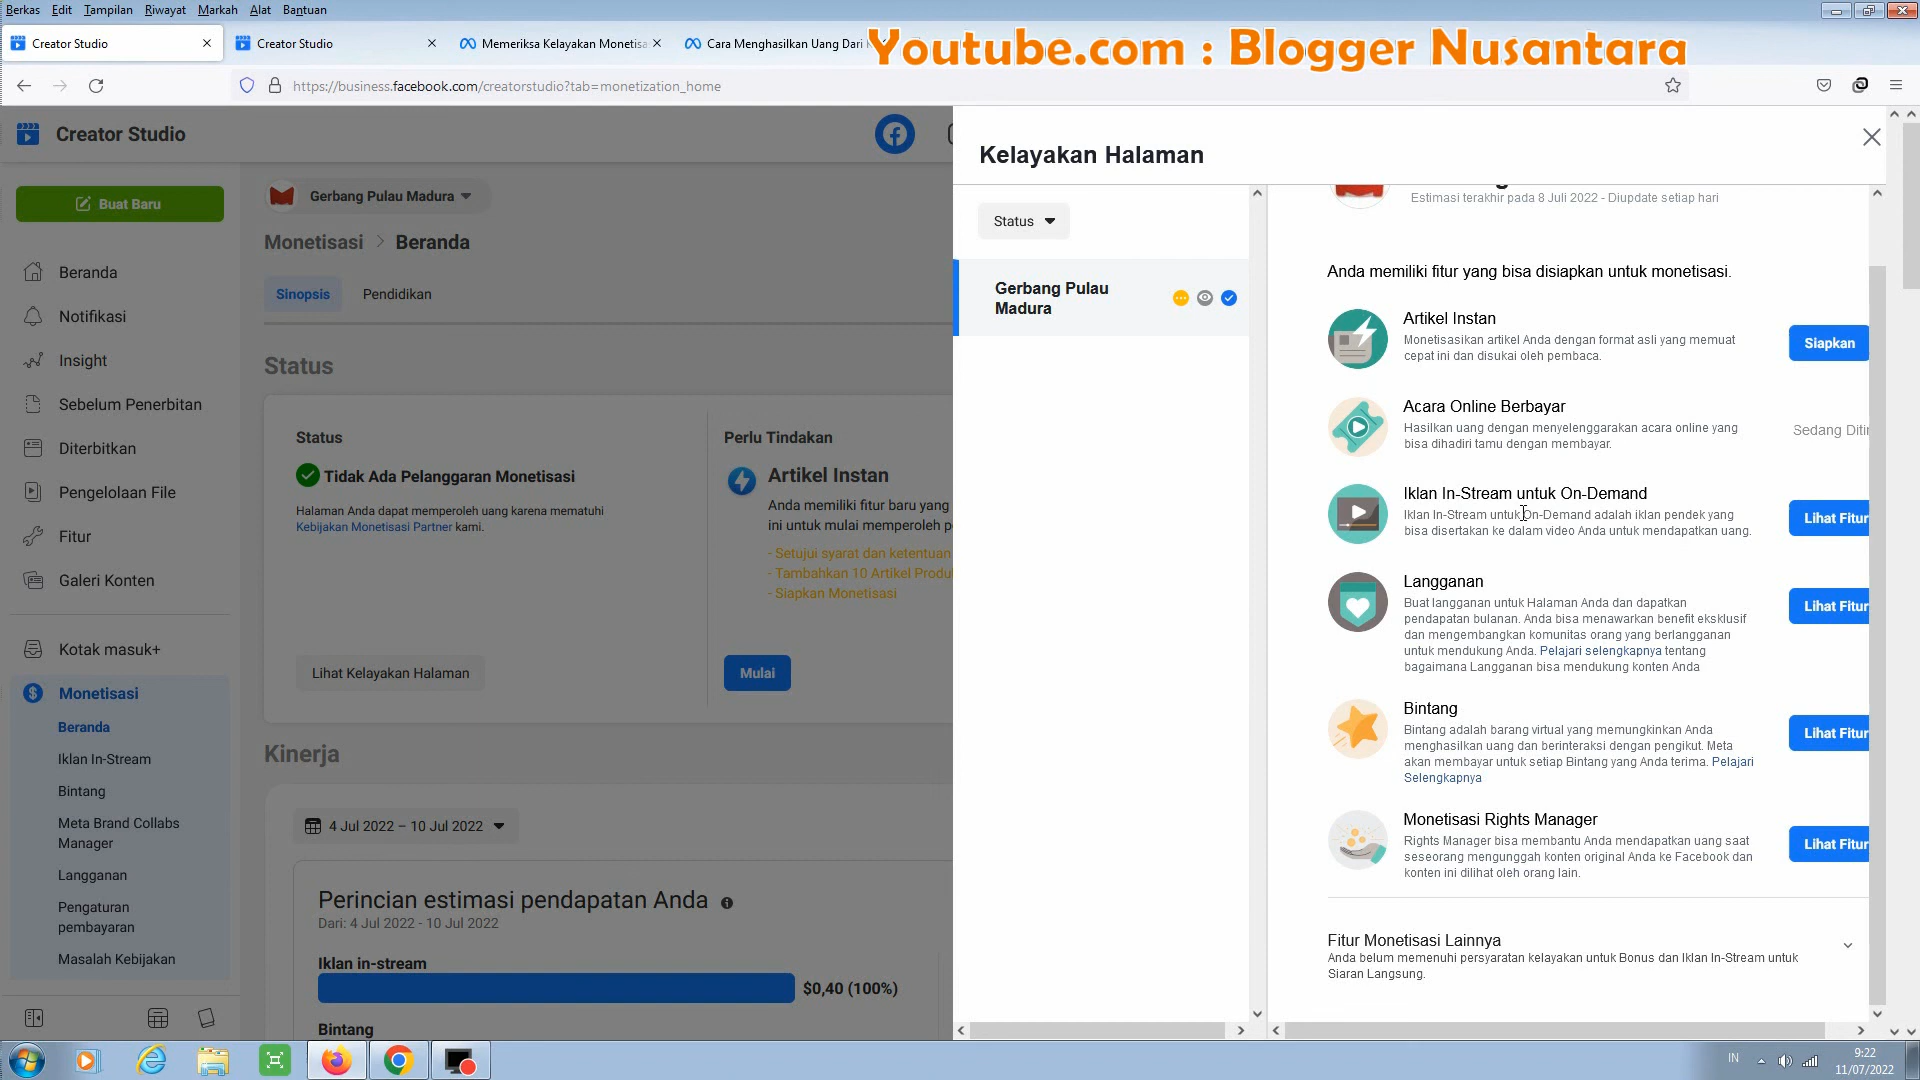 Berkas Edit Tampilan Riwayat Markah Alat Bantuan
Creator Studio
Creator Studio
Memeriksa Kelayakan Monetisa
Cara Menghasilkan Uang Dari
Youtube.com : Blogger Nusantara
https://business.facebook.com/creatorstudio?tab=monetization_home
Creator Studio
Buat Baru
Beranda
Notifikasi
Insight
Sebelum Penerbitan
Diterbitkan
Pengelolaan File
Fitur
Galeri Konten
Kotak masuk+
Monetisasi
Beranda
Iklan In-Stream
Bintang
Meta Brand Collabs
Manager
Langganan
Pengaturan
pembayaran
Masalah Kebijakan
Gerbang Pulau Madura
Monetisasi > Beranda
Sinopsis
Pendidikan
Status
Status
Tidak Ada Pelanggaran Monetisasi
Halaman Anda dapat memperoleh uang karena mematuhi
Kebijakan Monetisasi Partner kami.
Lihat Kelayakan Halaman
Perlu Tindakan
Artikel Instan
Anda memiliki fitur baru yang
ini untuk mulai memperoleh p
- Setujui syarat dan ketentuan
- Tambahkan 10 Artikel Produ
- Siapkan Monetisasi
Mulai
Kinerja
4 Jul 2022 – 10 Jul 2022
Perincian estimasi pendapatan Anda
Dari: 4 Jul 2022 - 10 Jul 2022
Iklan in-stream
$0,40 (100%)
Bintang
Kelayakan Halaman
Status
Gerbang Pulau
Madura
Estimasi terakhir pada 8 Juli 2022 - Diupdate setiap hari
Anda memiliki fitur yang bisa disiapkan untuk monetisasi.
Artikel Instan
Monetisasikan artikel Anda dengan format asli yang memuat
cepat ini dan disukai oleh pembaca.
Siapkan
Acara Online Berbayar
Hasilkan uang dengan menyelenggarakan acara online yang
bisa dihadiri tamu dengan membayar.
Sedang Ditin
Iklan In-Stream untuk On-Demand
Iklan In-Stream untuk On-Demand adalah iklan pendek yang
bisa disertakan ke dalam video Anda untuk mendapatkan uang.
Lihat Fitur
Langganan
Buat langganan untuk Halaman Anda dan dapatkan
pendapatan bulanan. Anda bisa menawarkan benefit eksklusif
dan mengembangkan komunitas orang yang berlangganan
untuk mendukung Anda. Pelajari selengkapnya tentang
bagaimana Langganan bisa mendukung konten Anda
Lihat Fitur
Bintang
Bintang adalah barang virtual yang memungkinkan Anda
menghasilkan uang dan berinteraksi dengan pengikut. Meta
akan membayar untuk setiap Bintang yang Anda terima. Pelajari
Selengkapnya
Lihat Fitur
Monetisasi Rights Manager
Rights Manager bisa membantu Anda mendapatkan uang saat
seseorang mengunggah konten original Anda ke Facebook dan
konten ini dilihat oleh orang lain.
Lihat Fitur
Fitur Monetisasi Lainnya
Anda belum memenuhi persyaratan kelayakan untuk Bonus dan Iklan In-Stream untuk
Siaran Langsung.
IN
9:22
11/07/2022